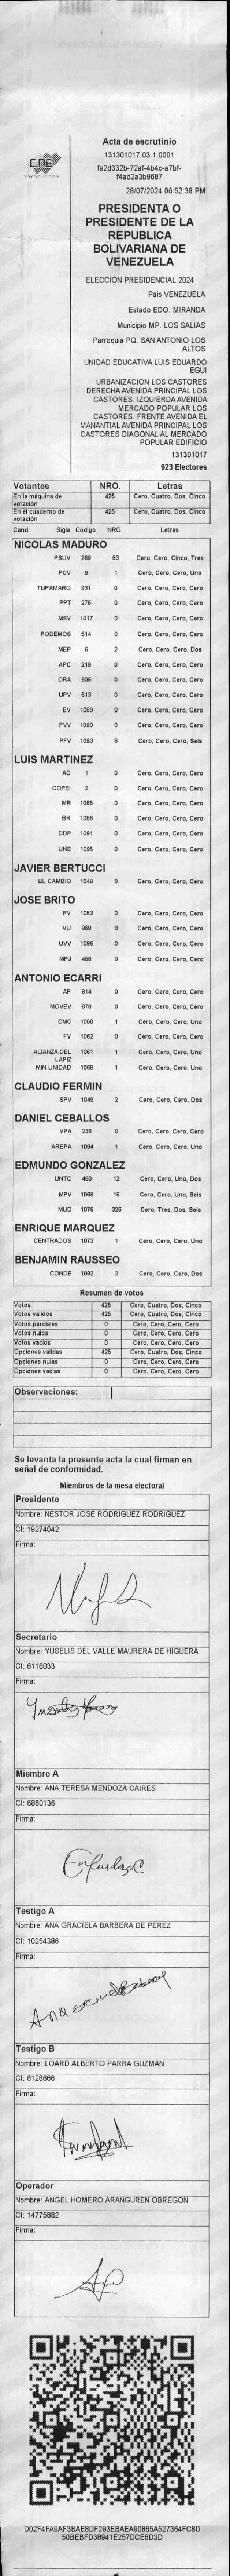 CNE
Acta de escrutinio
131301017.03.1.0001
fa2d332b-72af-4b4c-a7bf-
f4ad2a3b9687
28/07/2024 06:52:38 PM
PRESIDENTA O
PRESIDENTE DE LA
REPUBLICA
BOLIVARIANA DE
VENEZUELA
ELECCIÓN PRESIDENCIAL 2024
Pais VENEZUELA
Estado EDO. MIRANDA
Municipio MP. LOS SALIAS
Parroquia PQ. SAN ANTONIO LOS
ALTOS
UNIDAD EDUCATIVA LUIS EDUARDO
EGUI
URBANIZACION LOS CASTORES
DERECHA AVENIDA PRINCIPAL LOS
CASTORES. IZQUIERDA AVENIDA
MERCADO POPULAR LOS
CASTORES. FRENTE AVENIDA EL
MANANTIAL AVENIDA PRINCIPAL LOS
CASTORES DIAGONAL AL MERCADO
POPULAR EDIFICIO
131301017
923 Electores
Votantes NRO. Letras
En la máquina de votación 425 Cero, Cuatro, Dos, Cinco
En el cuaderno de votación 425 Cero, Cuatro, Dos, Cinco
Cand. Sigla Código NRO. Letras
NICOLAS MADURO
PSUV 269 53 Cero, Cero, Cinco, Tres
PCV 9 1 Cero, Cero, Cero, Uno
TUPAMARO 931 0 Cero, Cero, Cero, Cero
PPT 276 0 Cero, Cero, Cero, Cero
MSV 1017 0 Cero, Cero, Cero, Cero
PODEMOS 514 0 Cero, Cero, Cero, Cero
MEP 6 2 Cero, Cero, Cero, Dos
APC 219 0 Cero, Cero, Cero, Cero
ORA 906 0 Cero, Cero, Cero, Cero
UPV 513 0 Cero, Cero, Cero, Cero
EV 1089 0 Cero, Cero, Cero, Cero
PVV 1090 0 Cero, Cero, Cero, Cero
PFV 1093 6 Cero, Cero, Cero, Seis
LUIS MARTINEZ
AD 1 0 Cero, Cero, Cero, Cero
COPEI 2 0 Cero, Cero, Cero, Cero
MR 1065 0 Cero, Cero, Cero, Cero
BR 1066 0 Cero, Cero, Cero, Cero
DDP 1091 0 Cero, Cero, Cero, Cero
UNE 1095 0 Cero, Cero, Cero, Cero
JAVIER BERTUCCI
EL CAMBIO 1048 0 Cero, Cero, Cero, Cero
JOSE BRITO
PV 1053 0 Cero, Cero, Cero, Cero
VU 868 0 Cero, Cero, Cero, Cero
UVV 1096 0 Cero, Cero, Cero, Cero
MPJ 458 0 Cero, Cero, Cero, Cero
ANTONIO ECARRI
AP 814 0 Cero, Cero, Cero, Cero
MOVEV 878 0 Cero, Cero, Cero, Cero
CMC 1050 1 Cero, Cero, Cero, Uno
FV 1062 0 Cero, Cero, Cero, Cero
ALIANZA DEL LAPIZ 1061 1 Cero, Cero, Cero, Uno
MIN UNIDAD 1068 1 Cero, Cero, Cero, Uno
CLAUDIO FERMIN
SPV 1049 2 Cero, Cero, Cero, Dos
DANIEL CEBALLOS
VPA 236 0 Cero, Cero, Cero, Cero
AREPA 1094 1 Cero, Cero, Cero, Uno
EDMUNDO GONZALEZ
UNTC 460 12 Cero, Cero, Uno, Dos
MPV 1069 16 Cero, Cero, Uno, Seis
MUD 1076 326 Cero, Tres, Dos, Seis
ENRIQUE MARQUEZ
CENTRADOS 1073 1 Cero, Cero, Cero, Uno
BENJAMIN RAUSSEO
CONDE 1092 3 Cero, Cero, Cero, Dos
Resumen de votos
Votos 425 Cero, Cuatro, Dos, Cinco
Votos validos 425 Cero, Cuatro, Dos, Cinco
Votos parciales 0 Cero, Cero, Cero, Cero
Votos nulos 0 Cero, Cero, Cero, Cero
Votos vacios 0 Cero, Cero, Cero, Cero
Opciones validas 425 Cero, Cuatro, Dos, Cinco
Opciones nulas 0 Cero, Cero, Cero, Cero
Opciones vacias 0 Cero, Cero, Cero, Cero
Observaciones:
Se levanta la presente acta la cual firman en
señal de conformidad.
Miembros de la mesa electoral
Presidente
Nombre: NESTOR JOSE RODRIGUEZ RODRIGUEZ
CI: 19274042
Firma:
Secretario
Nombre: YUSELIS DEL VALLE MAURERA DE HIGUERA
CI: 6116033
Firma:
Miembro A
Nombre: ANA TERESA MENDOZA CAIRES
CI: 6860136
Firma:
Testigo A
Nombre: ANA GRACIELA BARBERA DE PEREZ
CI: 10254386
Firma:
Testigo B
Nombre: LOARD ALBERTO PARRA GUZMAN
CI: 6128666
Firma:
Operador
Nombre: ANGEL HOMERO ARANGUREN OBREGON
CI: 14775882
Firma:
D02F4FA9AF3BAE8DF293EBAEA90865A527364FC8D
50BEBFD38941E257DCE6D3D